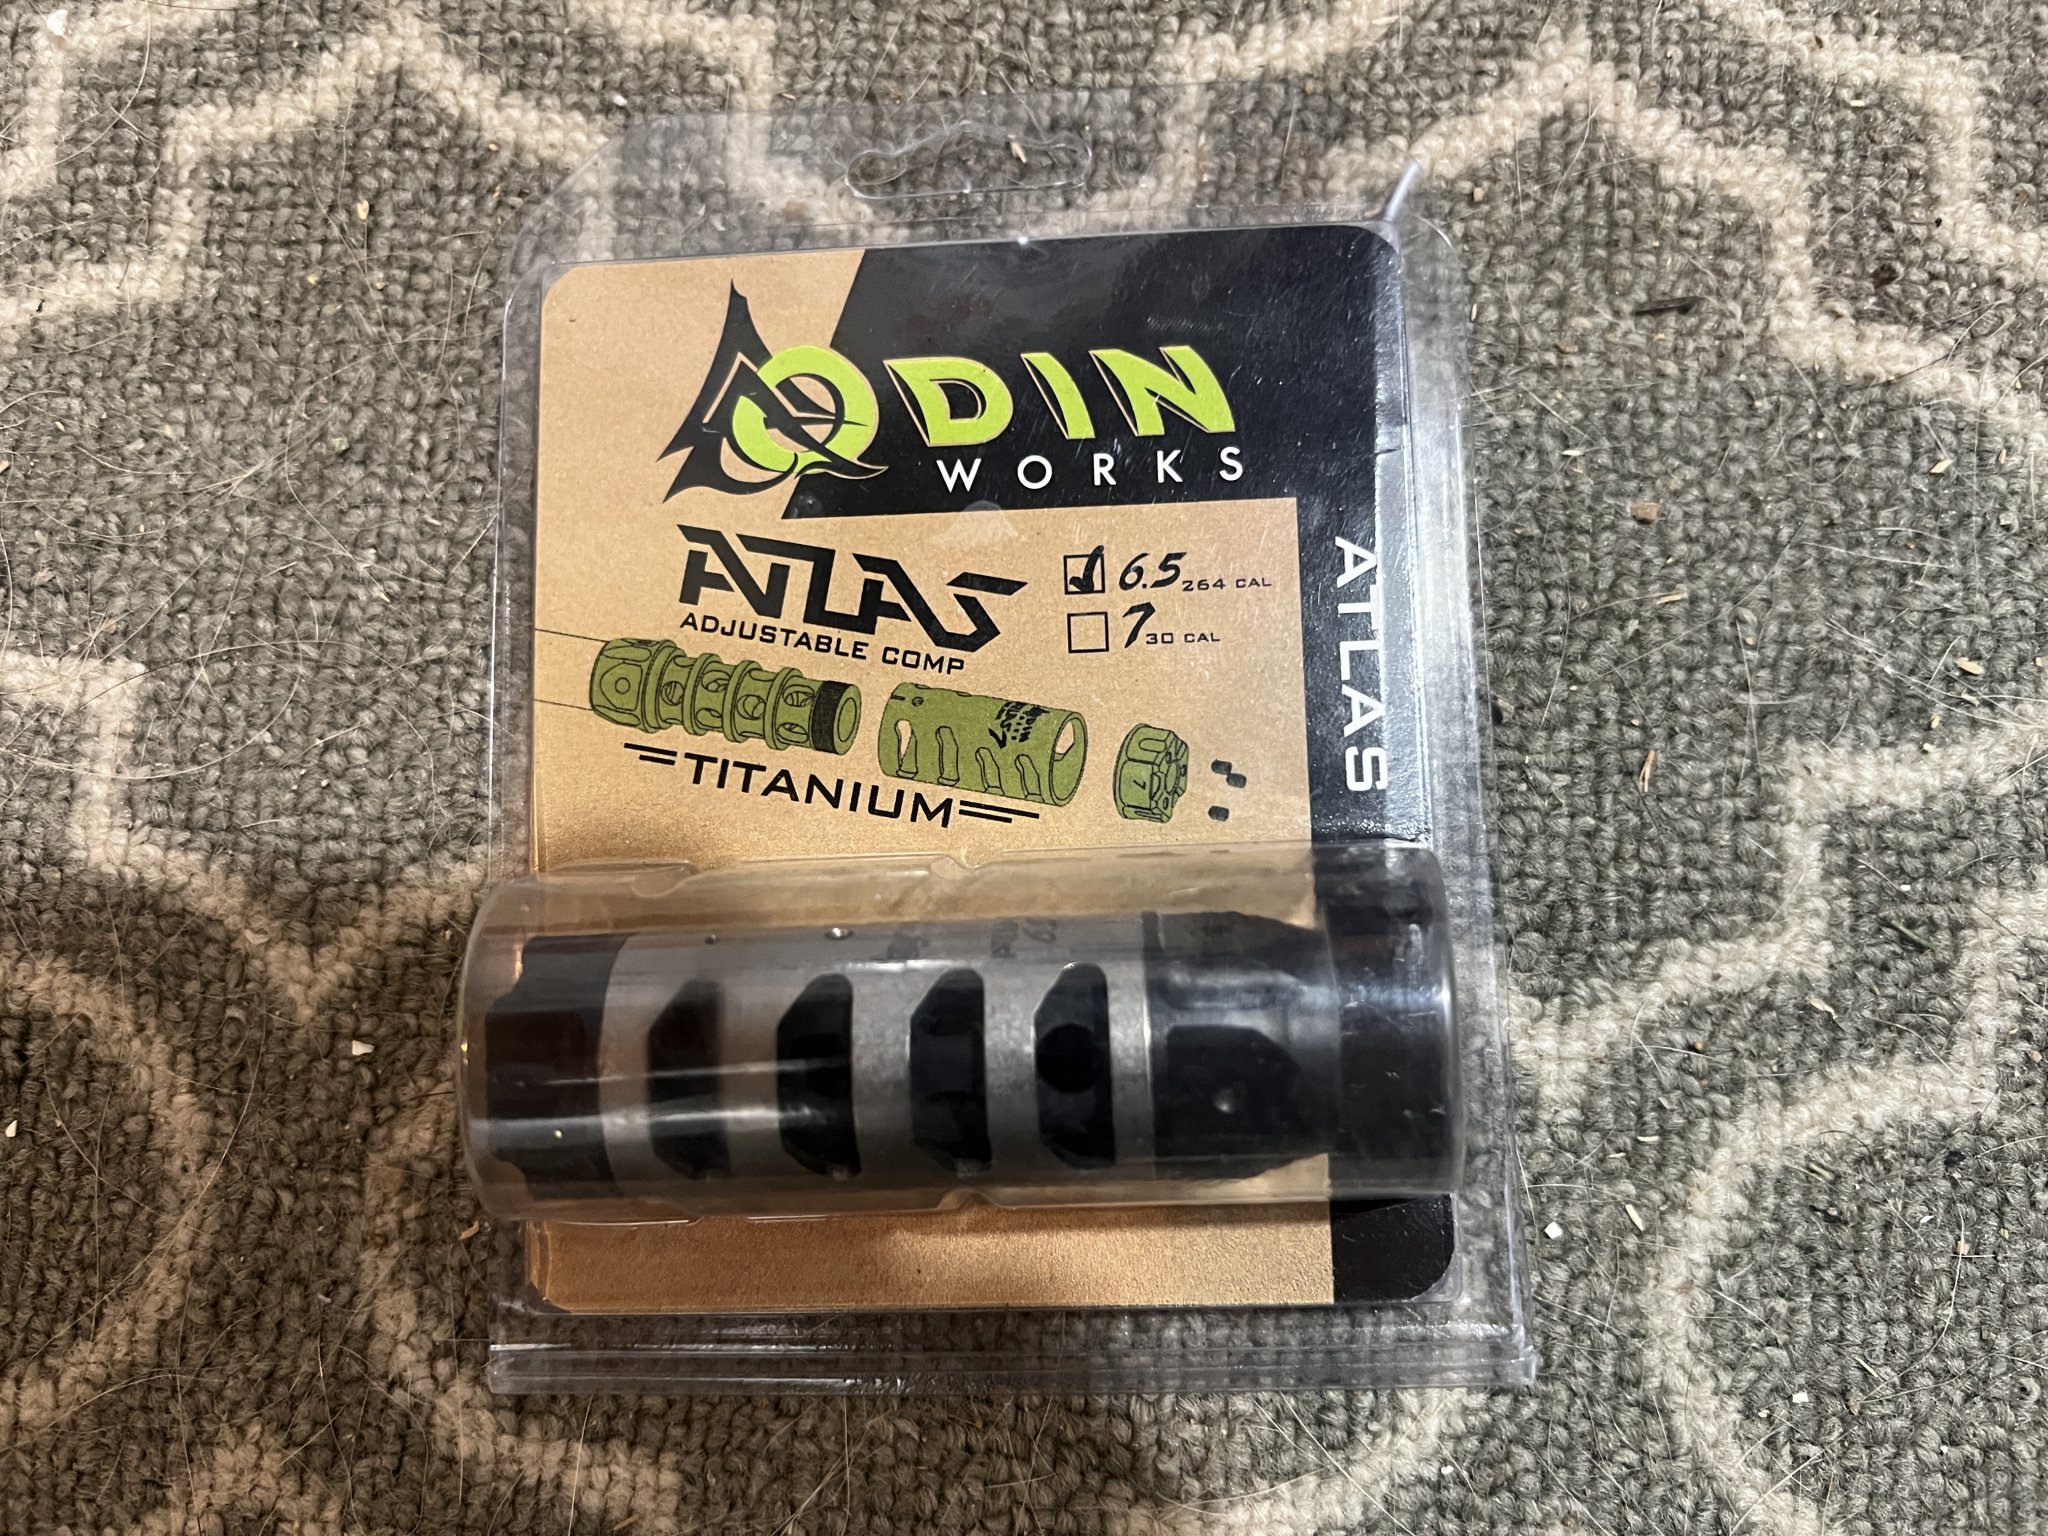 ODIN
WORKS
ATLAS
ADJUSTABLE COMP
6.5 264 CAL
7 30 CAL
TITANIUM
ATLAS